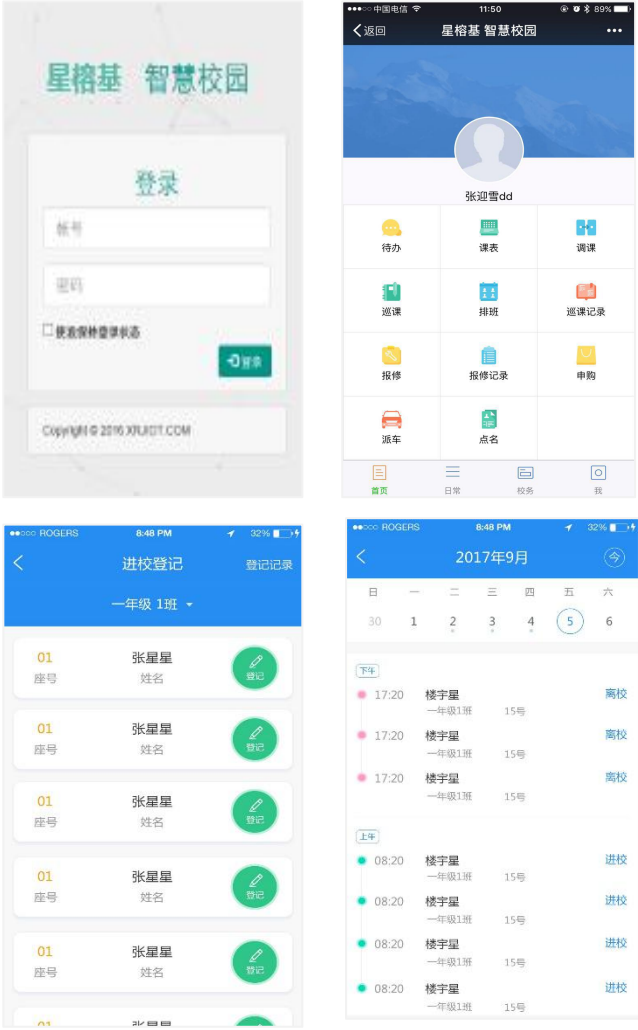 星榕基 智慧校园
登录
帐号
密码
登录
中国电信 11:50 89%
返回 星榕基 智慧校园
张迎雪dd
待办 课表 调课
巡课 排班 巡课记录
报修 报修记录 申购
派车 点名
首页 日常 校务 我
ROGERS 8:48 PM 32%
进校登记 登记记录
一年级 1班
01 张星星 登记
座号 姓名
01 张星星 登记
座号 姓名
01 张星星 登记
座号 姓名
01 张星星 登记
座号 姓名
01 张星星 登记
座号 姓名
01 张星星
ROGERS 8:48 PM 32%
2017年9月 今
日 一 二 三 四 五 六
30 1 2 3 4 5 6
下午
17:20 楼宇星 离校
一年级1班 15号
17:20 楼宇星 离校
一年级1班 15号
17:20 楼宇星 离校
一年级1班 15号
上午
08:20 楼宇星 进校
一年级1班 15号
08:20 楼宇星 进校
一年级1班 15号
08:20 楼宇星 进校
一年级1班 15号
08:20 楼宇星 进校
一年级1班 15号